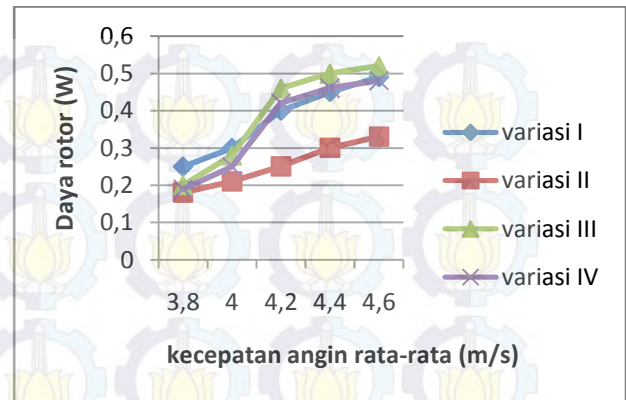 Daya rotor (W)
0,6
0,5
0,4
0,3
0,2
0,1
0
3,8 4 4,2 4,4 4,6
kecepatan angin rata-rata (m/s)
variasi I
variasi II
variasi III
variasi IV